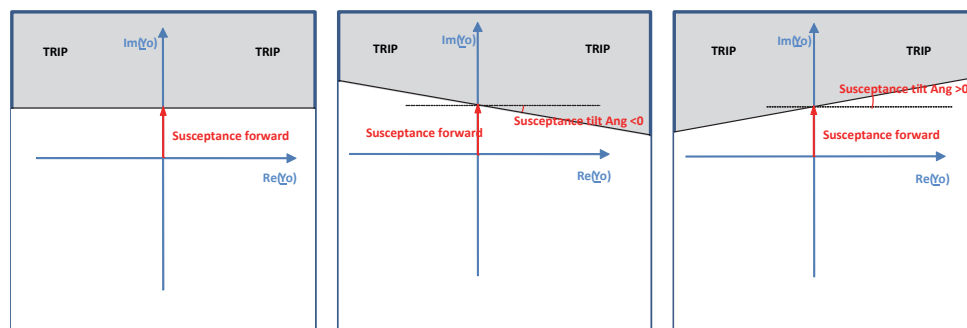 Im(Yo)
TRIP
TRIP
Susceptance forward
Re(Yo)
Im(Yo)
TRIP
TRIP
Susceptance tilt Ang <0
Susceptance forward
Re(Yo)
Im(Yo)
TRIP
TRIP
Susceptance tilt Ang >0
Susceptance forward
Re(Yo)